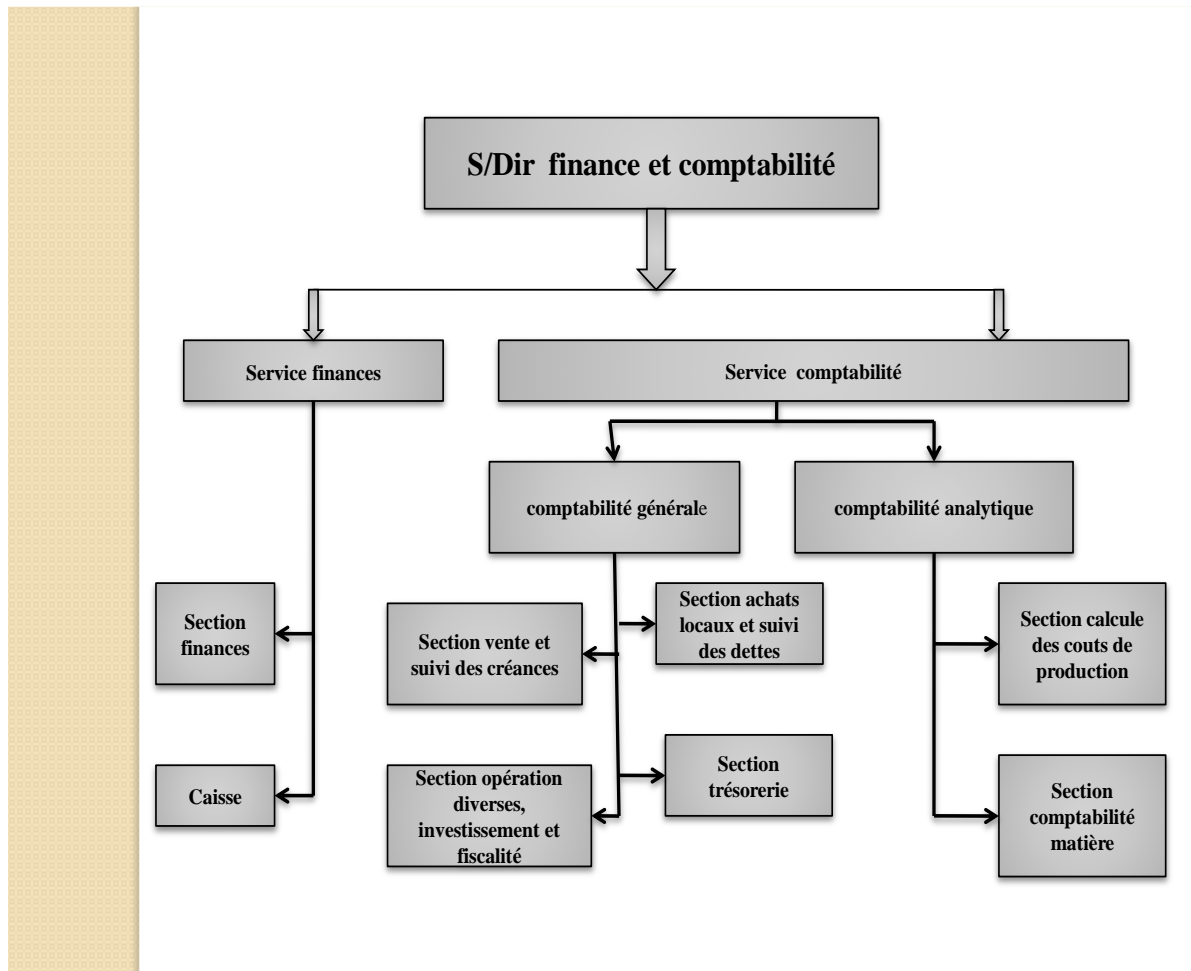 S/Dir finance et comptabilité
Service finances
Service comptabilité
comptabilité générale
comptabilité analytique
Section
finances
Section vente et
suivi des créances
Section achats
locaux et suivi
des dettes
Section calcule
des couts de
production
Caisse
Section opération
diverses,
investissement et
fiscalité
Section
trésorerie
Section
comptabilité
matière